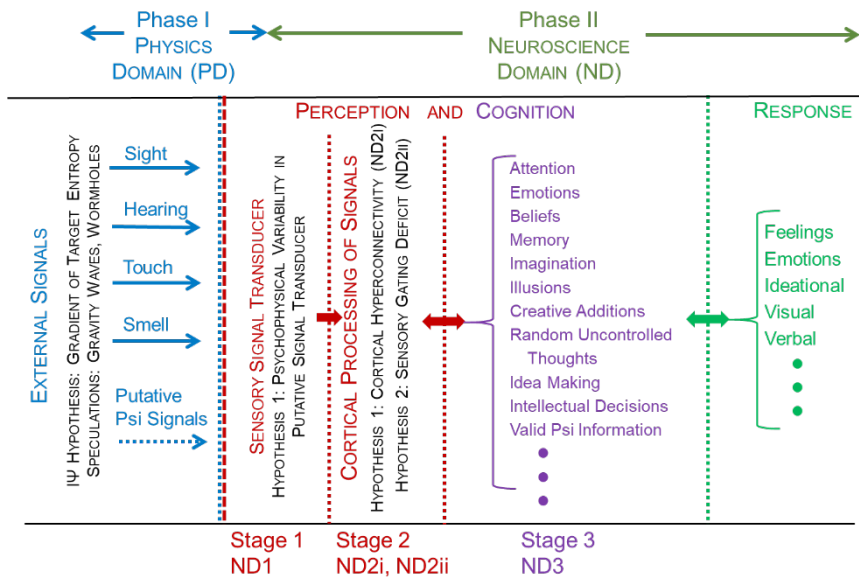 Phase I
PHYSICS
DOMAIN (PD)
Phase II
NEUROSCIENCE
DOMAIN (ND)
PERCEPTION AND COGNITION
RESPONSE
EXTERNAL SIGNALS
IΨ HYPOTHESIS: GRADIENT OF TARGET ENTROPY
SPECULATIONS: GRAVITY WAVES, WORMHOLES
Sight
Hearing
Touch
Smell
Putative
Psi Signals
SENSORY SIGNAL TRANSDUCER
HYPOTHESIS 1: PSYCHOPHYSICAL VARIABILITY IN
PUTATIVE SIGNAL TRANSDUCER
CORTICAL PROCESSING OF SIGNALS
HYPOTHESIS 1: CORTICAL HYPERCONNECTIVITY (ND2I)
HYPOTHESIS 2: SENSORY GATING DEFICIT (ND2II)
Attention
Emotions
Beliefs
Memory
Imagination
Illusions
Creative Additions
Random Uncontrolled
Thoughts
Idea Making
Intellectual Decisions
Valid Psi Information
Feelings
Emotions
Ideational
Visual
Verbal
Stage 1
ND1
Stage 2
ND2i, ND2ii
Stage 3
ND3